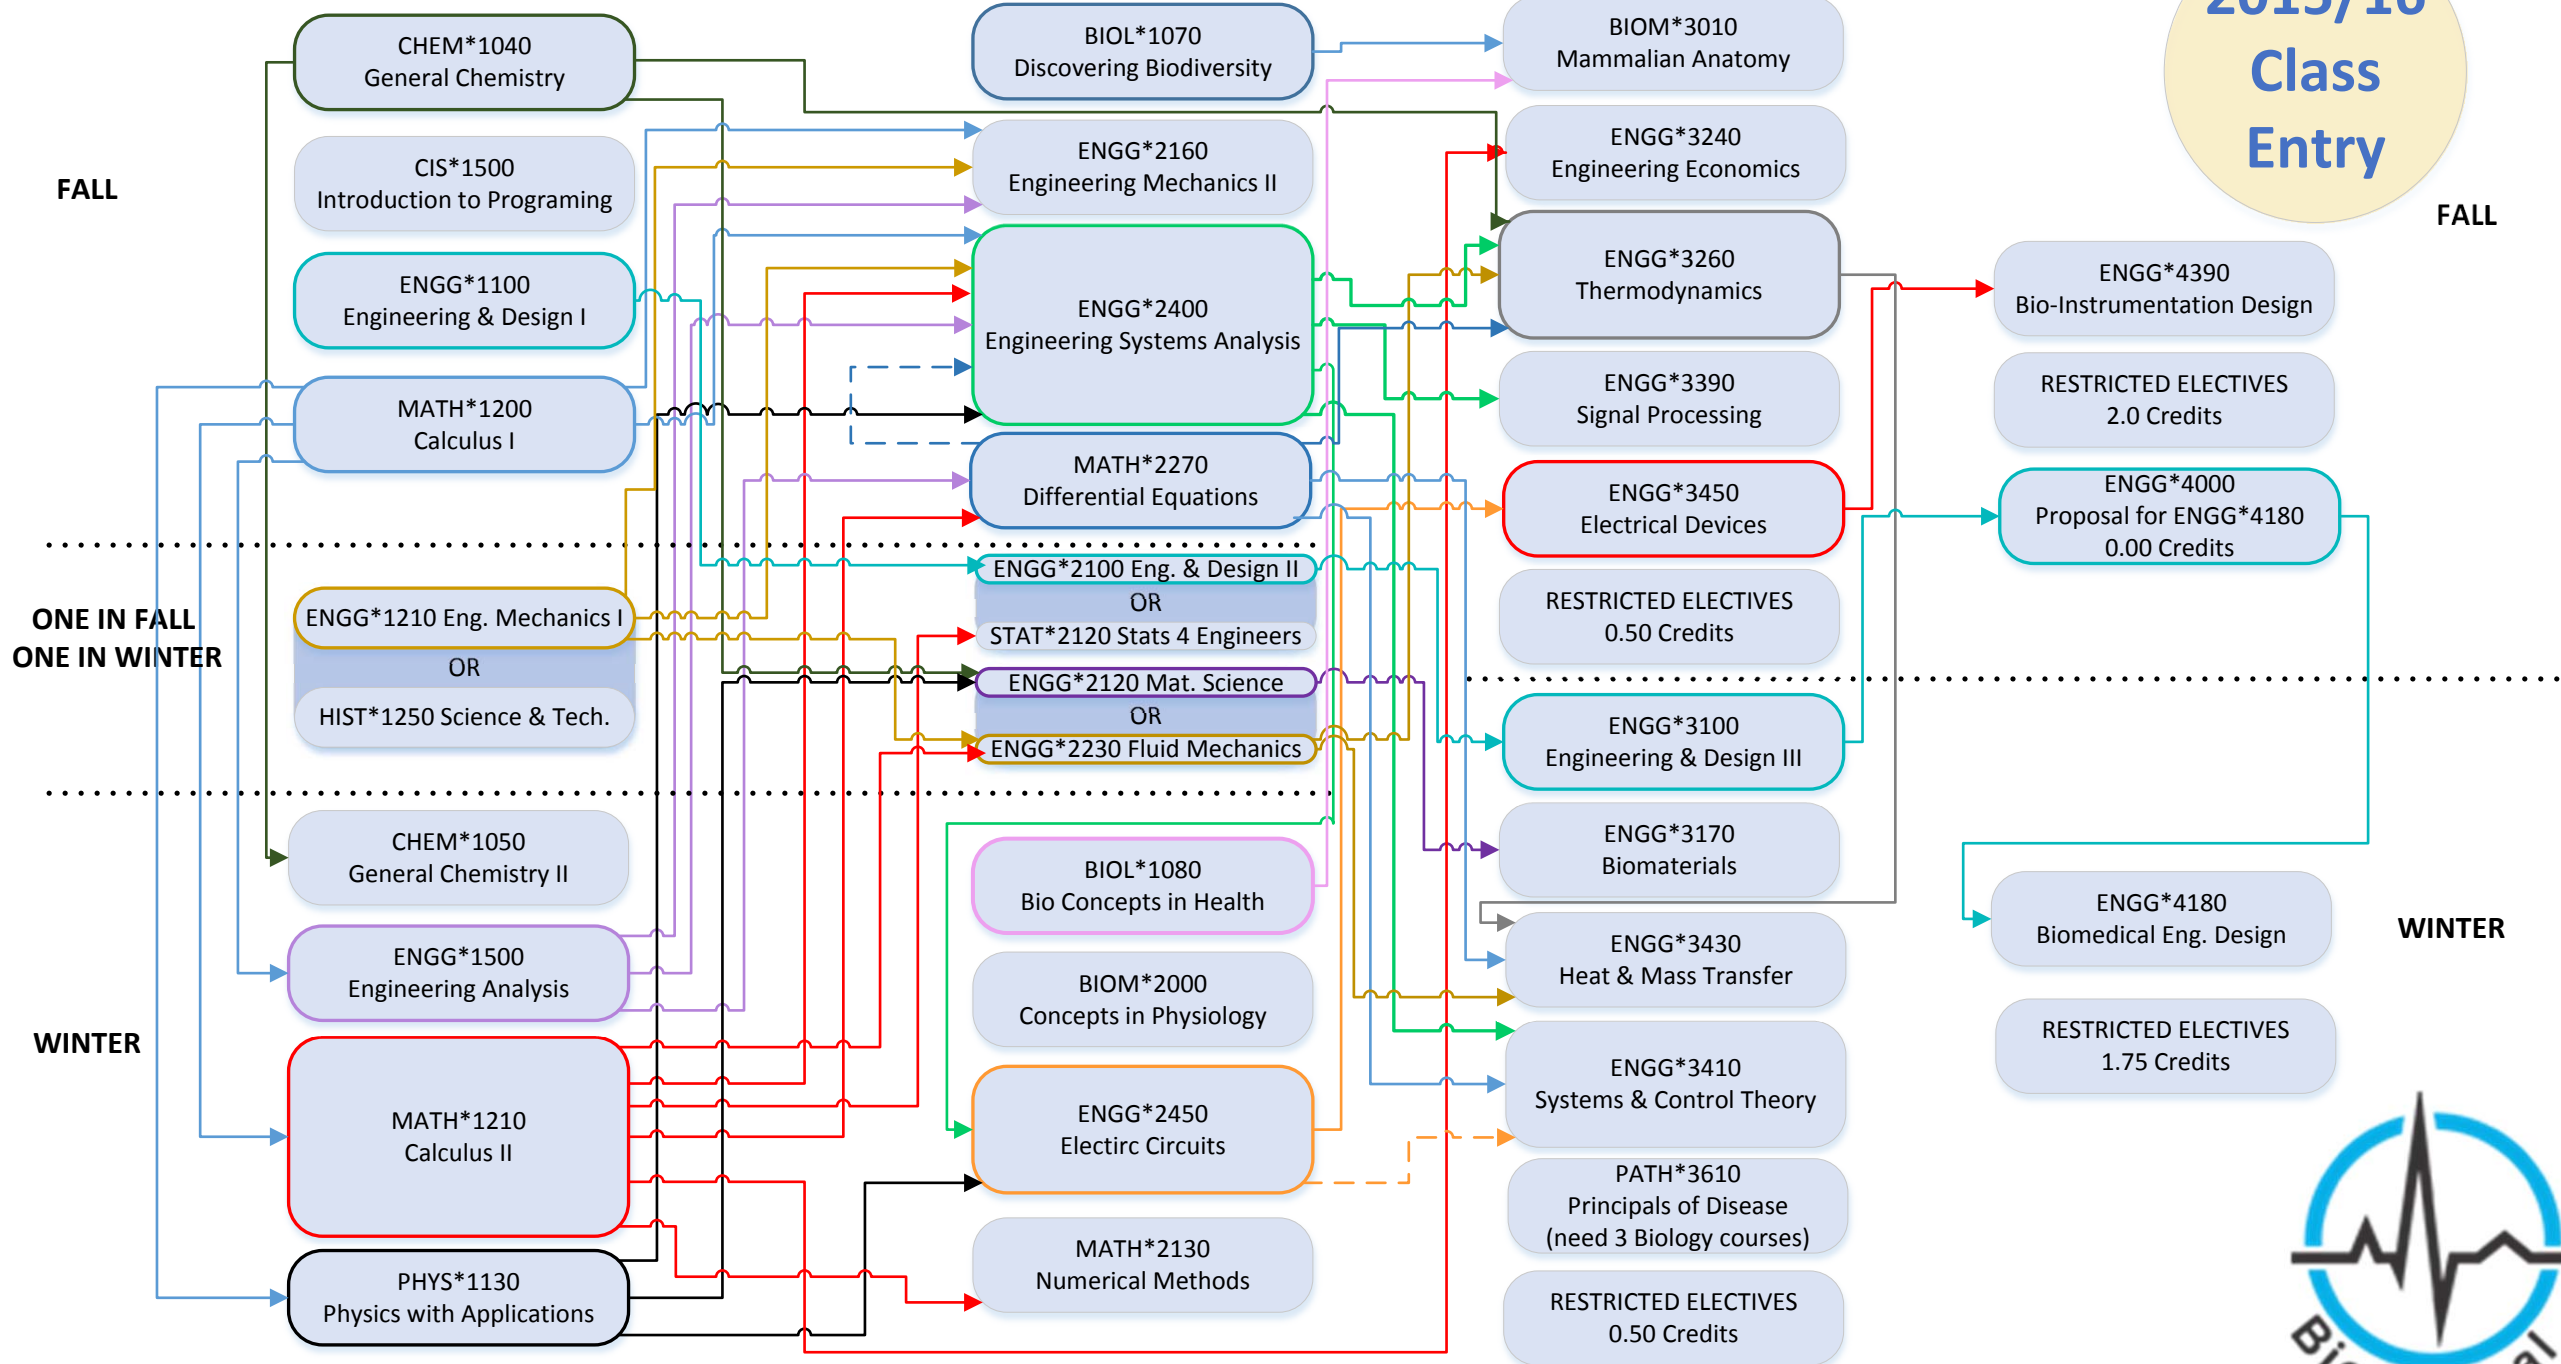 2015/16
Class
Entry
FALL
FALL
ONE IN FALL
ONE IN WINTER
WINTER
WINTER
CHEM*1040
General Chemistry
CIS*1500
Introduction to Programing
ENGG*1100
Engineering & Design I
MATH*1200
Calculus I
ENGG*1210 Eng. Mechanics I
OR
HIST*1250 Science & Tech.
CHEM*1050
General Chemistry II
ENGG*1500
Engineering Analysis
MATH*1210
Calculus II
PHYS*1130
Physics with Applications
BIOL*1070
Discovering Biodiversity
ENGG*2160
Engineering Mechanics II
ENGG*2400
Engineering Systems Analysis
MATH*2270
Differential Equations
ENGG*2100 Eng. & Design II
OR
STAT*2120 Stats 4 Engineers
ENGG*2120 Mat. Science
OR
ENGG*2230 Fluid Mechanics
BIOL*1080
Bio Concepts in Health
BIOM*2000
Concepts in Physiology
ENGG*2450
Electirc Circuits
MATH*2130
Numerical Methods
BIOM*3010
Mammalian Anatomy
ENGG*3240
Engineering Economics
ENGG*3260
Thermodynamics
ENGG*3390
Signal Processing
ENGG*3450
Electrical Devices
RESTRICTED ELECTIVES
0.50 Credits
ENGG*3100
Engineering & Design III
ENGG*3170
Biomaterials
ENGG*3430
Heat & Mass Transfer
ENGG*3410
Systems & Control Theory
PATH*3610
Principals of Disease
(need 3 Biology courses)
RESTRICTED ELECTIVES
0.50 Credits
ENGG*4390
Bio-Instrumentation Design
RESTRICTED ELECTIVES
2.0 Credits
ENGG*4000
Proposal for ENGG*4180
0.00 Credits
ENGG*4180
Biomedical Eng. Design
RESTRICTED ELECTIVES
1.75 Credits